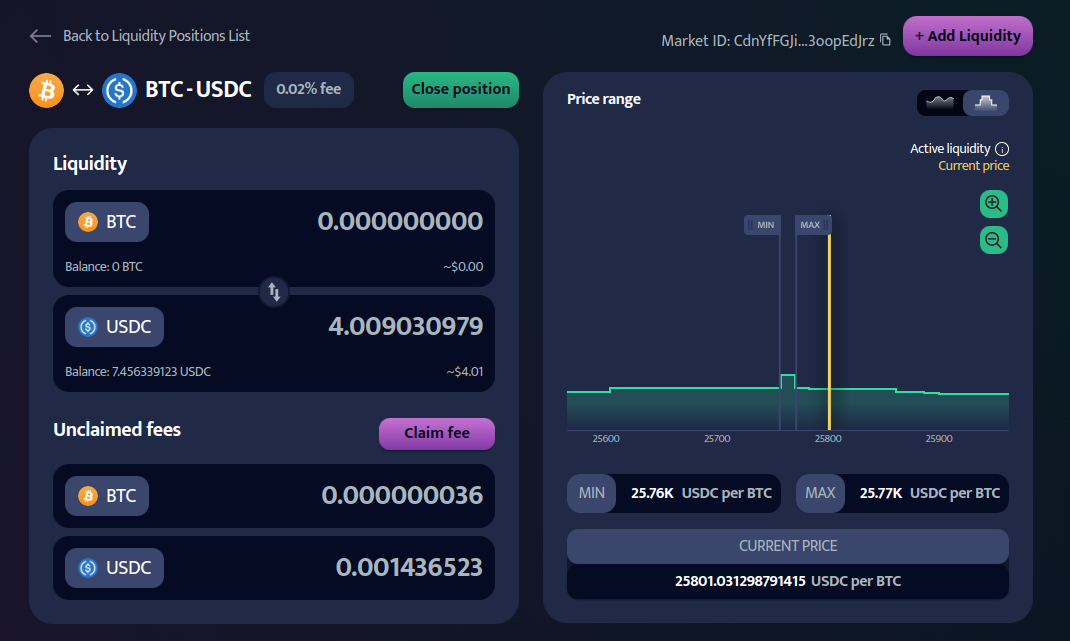 Back to Liquidity Positions List
Market ID: CdnYfFGJi...3oopEdJrz
+ Add Liquidity
BTC - USDC
0.02% fee
Close position
Liquidity
BTC
0.000000000
Balance: 0 BTC
~$0.00
USDC
4.009030979
Balance: 7.456339123 USDC
~$4.01
Unclaimed fees
Claim fee
BTC
0.000000036
USDC
0.001436523
Price range
Active liquidity
Current price
MIN
MAX
25600
25700
25800
25900
MIN
25.76K USDC per BTC
MAX
25.77K USDC per BTC
CURRENT PRICE
25801.031298791415 USDC per BTC